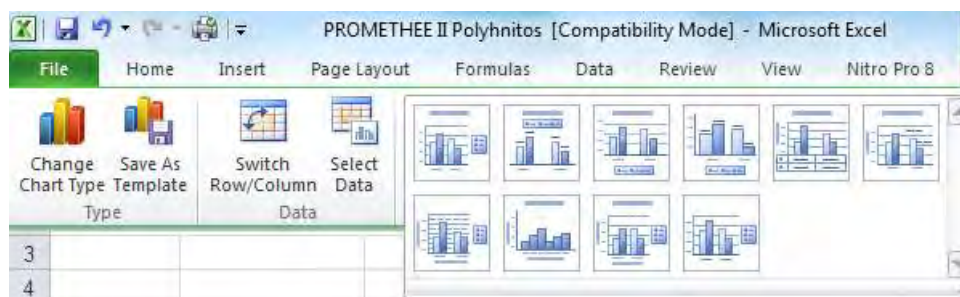 PROMETHEE II Polyhnitos [Compatibility Mode] - Microsoft Excel
File Home Insert Page Layout Formulas Data Review View Nitro Pro 8
Change Save As Switch Select
Chart Type Template Row/Column Data
Type Data
3
4